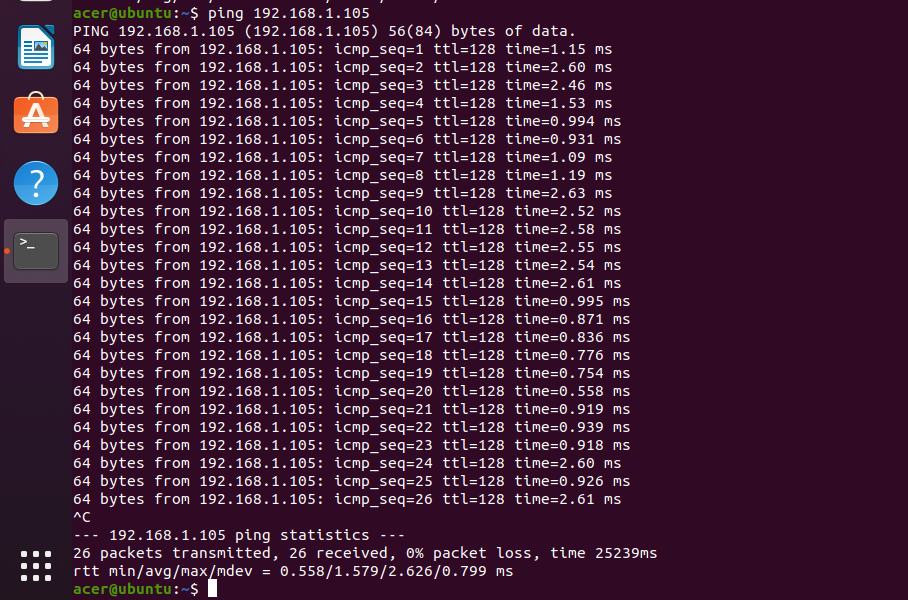 acer@ubuntu:~$ ping 192.168.1.105
PING 192.168.1.105 (192.168.1.105) 56(84) bytes of data.
64 bytes from 192.168.1.105: icmp_seq=1 ttl=128 time=1.15 ms
64 bytes from 192.168.1.105: icmp_seq=2 ttl=128 time=2.60 ms
64 bytes from 192.168.1.105: icmp_seq=3 ttl=128 time=2.46 ms
64 bytes from 192.168.1.105: icmp_seq=4 ttl=128 time=1.53 ms
64 bytes from 192.168.1.105: icmp_seq=5 ttl=128 time=0.994 ms
64 bytes from 192.168.1.105: icmp_seq=6 ttl=128 time=0.931 ms
64 bytes from 192.168.1.105: icmp_seq=7 ttl=128 time=1.09 ms
64 bytes from 192.168.1.105: icmp_seq=8 ttl=128 time=1.19 ms
64 bytes from 192.168.1.105: icmp_seq=9 ttl=128 time=2.63 ms
64 bytes from 192.168.1.105: icmp_seq=10 ttl=128 time=2.52 ms
64 bytes from 192.168.1.105: icmp_seq=11 ttl=128 time=2.58 ms
64 bytes from 192.168.1.105: icmp_seq=12 ttl=128 time=2.55 ms
64 bytes from 192.168.1.105: icmp_seq=13 ttl=128 time=2.54 ms
64 bytes from 192.168.1.105: icmp_seq=14 ttl=128 time=2.61 ms
64 bytes from 192.168.1.105: icmp_seq=15 ttl=128 time=0.995 ms
64 bytes from 192.168.1.105: icmp_seq=16 ttl=128 time=0.871 ms
64 bytes from 192.168.1.105: icmp_seq=17 ttl=128 time=0.836 ms
64 bytes from 192.168.1.105: icmp_seq=18 ttl=128 time=0.776 ms
64 bytes from 192.168.1.105: icmp_seq=19 ttl=128 time=0.754 ms
64 bytes from 192.168.1.105: icmp_seq=20 ttl=128 time=0.558 ms
64 bytes from 192.168.1.105: icmp_seq=21 ttl=128 time=0.919 ms
64 bytes from 192.168.1.105: icmp_seq=22 ttl=128 time=0.939 ms
64 bytes from 192.168.1.105: icmp_seq=23 ttl=128 time=0.918 ms
64 bytes from 192.168.1.105: icmp_seq=24 ttl=128 time=2.60 ms
64 bytes from 192.168.1.105: icmp_seq=25 ttl=128 time=0.926 ms
64 bytes from 192.168.1.105: icmp_seq=26 ttl=128 time=2.61 ms
^C
--- 192.168.1.105 ping statistics ---
26 packets transmitted, 26 received, 0% packet loss, time 25239ms
rtt min/avg/max/mdev = 0.558/1.579/2.626/0.799 ms
acer@ubuntu:~$